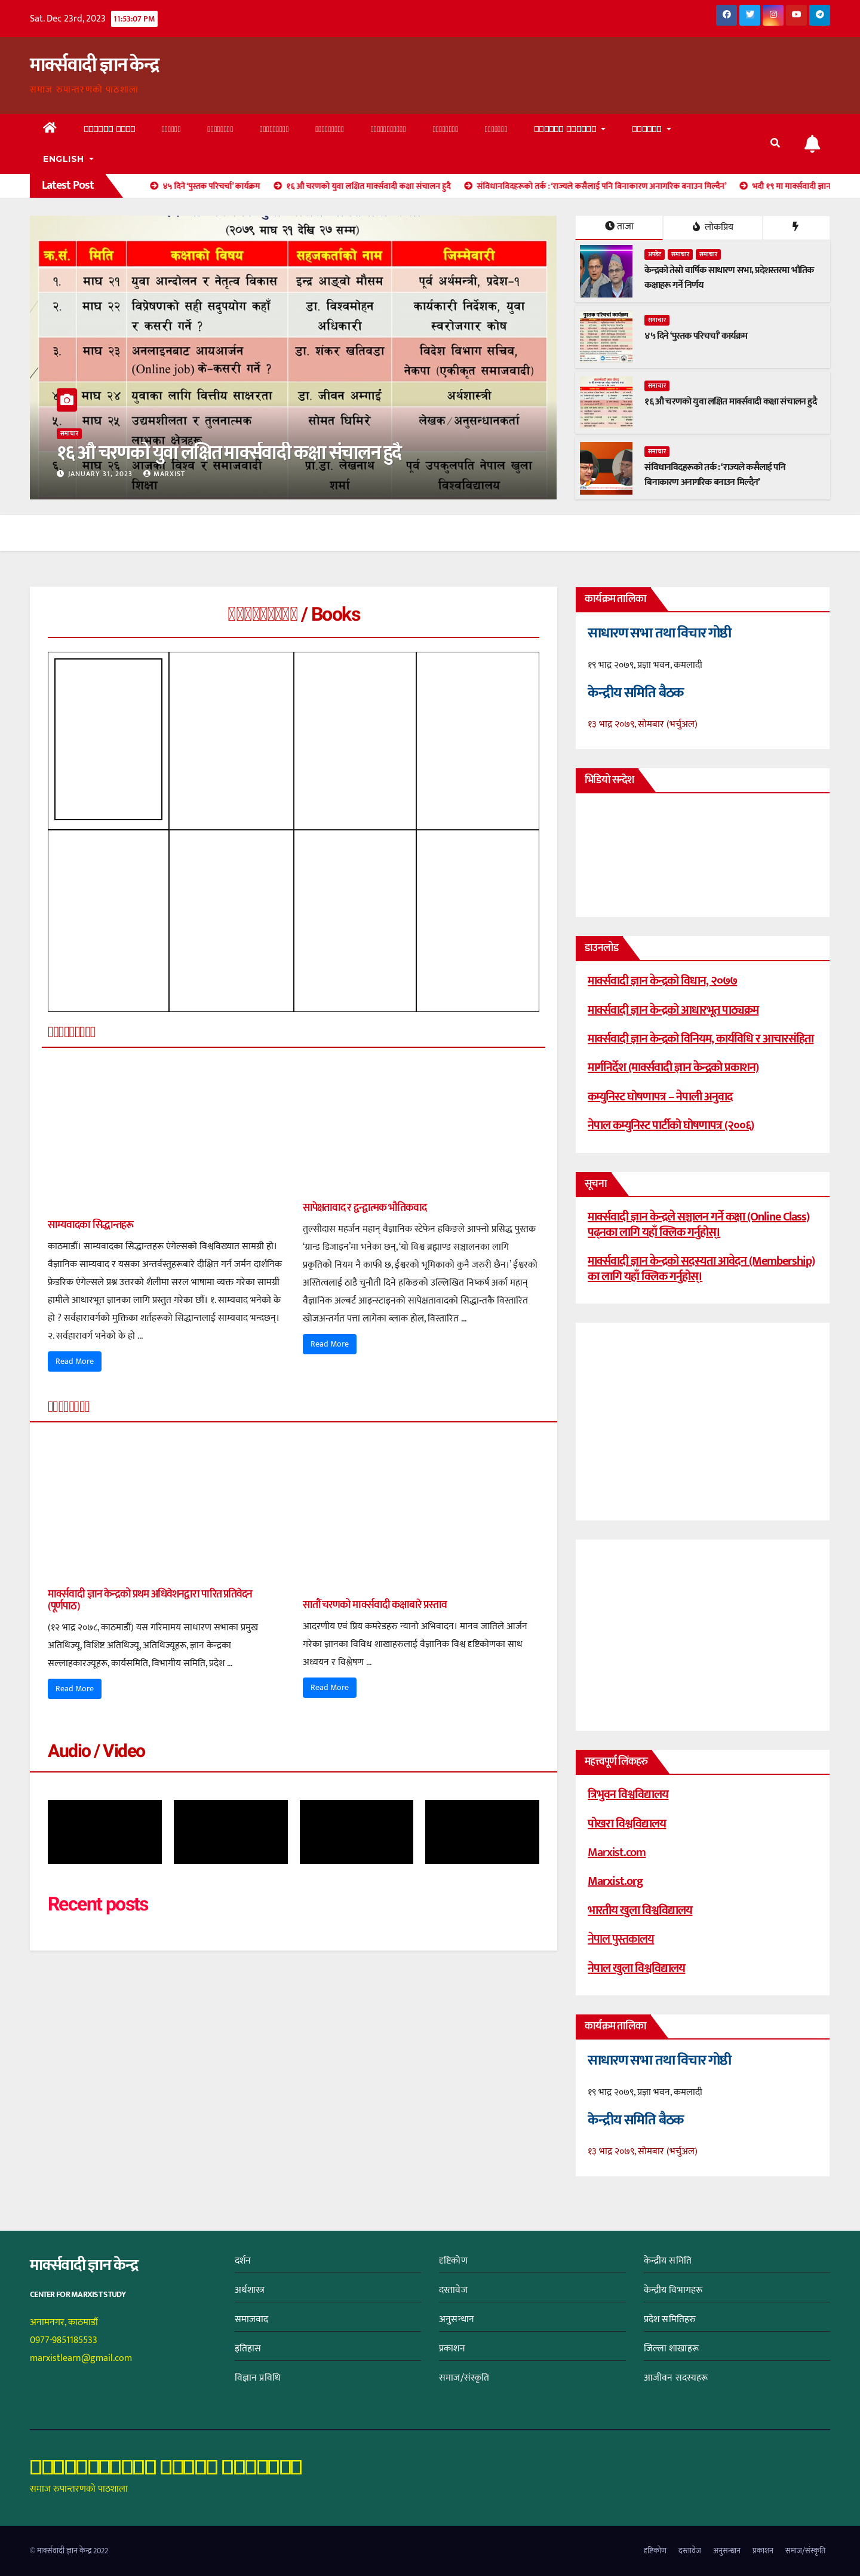 Sat. Dec 23rd, 2023 11:53:07 PM
मार्क्सवादी ज्ञान केन्द्र
समाज रुपान्तरणको पाठशाला
ENGLISH
Latest Post
४५ दिने ‘पुस्तक परिचर्चा’ कार्यक्रम
१६ औ चरणको युवा लक्षित मार्क्सवादी कक्षा संचालन हुदै
संविधानविदहरूको तर्क : ‘राज्यले कसैलाई पनि बिनाकारण अनागरिक बनाउन मिल्दैन’
भदौ १९ मा मार्क्सवादी ज्ञान
(२०७९ माघ २१ देखि २७ सम्म)
क्र.सं. मिति कक्षाको विषय सहजकर्ताको नाम जिम्मेवारी
१. माघ २१ युवा आन्दोलन र नेतृत्व विकास इन्द्र आङ्वो मौसम पूर्व अर्थमन्त्री, प्रदेश-१
२. माघ २२ विप्रेषणको सही सदुपयोग कहाँ र कसरी गर्ने ? डा. विश्वमोहन अधिकारी कार्यकारी निर्देशक, युवा स्वरोजगार कोष
३. माघ २३ अनलाइनबाट आयआर्जन (Online job) के-कसरी गर्ने ? डा. शंकर खतिवडा विदेश विभाग सचिव, नेकपा (एकीकृत समाजवादी)
माघ २४ युवाका लागि अर्थशास्त्र डा. जीवन अम्गाईं अर्थशास्त्री
५. माघ २५ उद्यमशीलता र तुलनात्मक लाभका क्षेत्रहरू सोमत घिमिरे लेखक/अनुसन्धानकर्ता
६. माघ २६ आजको विश्व र समाजवादी शिक्षा प्रा.डा. लेखनाथ शर्मा पूर्व उपकुलपति नेपाल खुला विश्वविद्यालय
समाचार
१६ औ चरणको युवा लक्षित मार्क्सवादी कक्षा संचालन हुदै
JANUARY 31, 2023 MARXIST
ताजा
लोकप्रिय
अपडेट समाचार समाचार
केन्द्रको तेस्रो वार्षिक साधारण सभा, प्रदेशस्तरमा भौतिक
कक्षाहरू गर्ने निर्णय
समाचार
४५ दिने ‘पुस्तक परिचर्चा’ कार्यक्रम
समाचार
१६ औ चरणको युवा लक्षित मार्क्सवादी कक्षा संचालन हुदै
समाचार
संविधानविदहरूको तर्क : ‘राज्यले कसैलाई पनि
बिनाकारण अनागरिक बनाउन मिल्दैन’
/ Books
साम्यवादका सिद्धान्तहरू
काठमाडौं। साम्यवादका सिद्धान्तहरू एंगेल्सको विश्वविख्यात सामग्री हो।
वैज्ञानिक साम्यवाद र यसका अन्तर्वस्तुहरूबारे दीक्षित गर्न जर्मन दार्शनिक
फ्रेडरिक एंगेल्सले प्रश्न उत्तरको शैलीमा सरल भाषामा व्यक्त गरेका सामग्री
हामीले आधारभूत ज्ञानका लागि प्रस्तुत गरेका छौं। १. साम्यवाद भनेको के
हो ? सर्वहारावर्गको मुक्तिका शर्तहरूको सिद्धान्तलाई साम्यवाद भन्दछन्।
२. सर्वहारावर्ग भनेको के हो ...
Read More
सापेक्षतावाद र द्वन्द्वात्मक भौतिकवाद
तुल्सीदास महर्जन महान् वैज्ञानिक स्टेफेन हकिङले आफ्नो प्रसिद्ध पुस्तक
‘ग्रान्ड डिजाइन’मा भनेका छन्, ‘यो विश्व ब्रह्माण्ड सञ्चालनका लागि
प्रकृतिको नियम नै काफी छ, ईश्वरको भूमिकाको कुनै जरुरी छैन।’ ईश्वरको
अस्तित्वलाई ठाडै चुनौती दिने हकिङको उल्लिखित निष्कर्ष अर्का महान्
वैज्ञानिक अल्बर्ट आइन्स्टाइनको सापेक्षतावादको सिद्धान्तकै विस्तारित
खोजअन्तर्गत पत्ता लागेका ब्लाक होल, विस्तारित ...
Read More
मार्क्सवादी ज्ञान केन्द्रको प्रथम अधिवेशनद्वारा पारित प्रतिवेदन
(पूर्णपाठ)
(१२ भाद्र २०७८, काठमाडौं) यस गरिमामय साधारण सभाका प्रमुख
अतिथिज्यू, विशिष्ट अतिथिज्यू, अतिथिज्यूहरू, ज्ञान केन्द्रका
सल्लाहकारज्यूहरू, कार्यसमिति, विभागीय समिति, प्रदेश ...
Read More
सातौं चरणको मार्क्सवादी कक्षाबारे प्रस्ताव
आदरणीय एवं प्रिय कमरेडहरु न्यानो अभिवादन। मानव जातिले आर्जन
गरेका ज्ञानका विविध शाखाहरुलाई वैज्ञानिक विश्व दृष्टिकोणका साथ
अध्ययन र विश्लेषण ...
Read More
Audio / Video
Recent posts
कार्यक्रम तालिका
साधारण सभा तथा विचार गोष्ठी
१९ भाद्र २०७९, प्रज्ञा भवन, कमलादी
केन्द्रीय समिति बैठक
१३ भाद्र २०७९, सोमबार (भर्चुअल)
भिडियो सन्देश
डाउनलोड
मार्क्सवादी ज्ञान केन्द्रको विधान, २०७७
मार्क्सवादी ज्ञान केन्द्रको आधारभूत पाठ्यक्रम
मार्क्सवादी ज्ञान केन्द्रको विनियम, कार्यविधि र आचारसंहिता
मार्गनिर्देश (मार्क्सवादी ज्ञान केन्द्रको प्रकाशन)
कम्युनिस्ट घोषणापत्र – नेपाली अनुवाद
नेपाल कम्युनिस्ट पार्टीको घोषणापत्र (२००६)
सूचना
मार्क्सवादी ज्ञान केन्द्रले सञ्चालन गर्ने कक्षा (Online Class)
पढ्नका लागि यहाँ क्लिक गर्नुहोस्।
मार्क्सवादी ज्ञान केन्द्रको सदस्यता आवेदन (Membership)
का लागि यहाँ क्लिक गर्नुहोस्।
महत्त्वपूर्ण लिंकहरु
त्रिभुवन विश्वविद्यालय
पोखरा विश्वविद्यालय
Marxist.com
Marxist.org
भारतीय खुला विश्वविद्यालय
नेपाल पुस्तकालय
नेपाल खुला विश्वविद्यालय
कार्यक्रम तालिका
साधारण सभा तथा विचार गोष्ठी
१९ भाद्र २०७९, प्रज्ञा भवन, कमलादी
केन्द्रीय समिति बैठक
१३ भाद्र २०७९, सोमबार (भर्चुअल)
मार्क्सवादी ज्ञान केन्द्र
CENTER FOR MARXIST STUDY
अनामनगर, काठमाडौं
0977-9851185533
marxistlearn@gmail.com
दर्शन
अर्थशास्त्र
समाजवाद
इतिहास
विज्ञान प्रविधि
दृष्टिकोण
दस्तावेज
अनुसन्धान
प्रकाशन
समाज/संस्कृति
केन्द्रीय समिति
केन्द्रीय विभागहरू
प्रदेश समितिहरु
जिल्ला शाखाहरू
आजीवन सदस्यहरू
समाज रुपान्तरणको पाठशाला
© मार्क्सवादी ज्ञान केन्द्र 2022
दृष्टिकोण दस्तावेज अनुसन्धान प्रकाशन समाज/संस्कृति